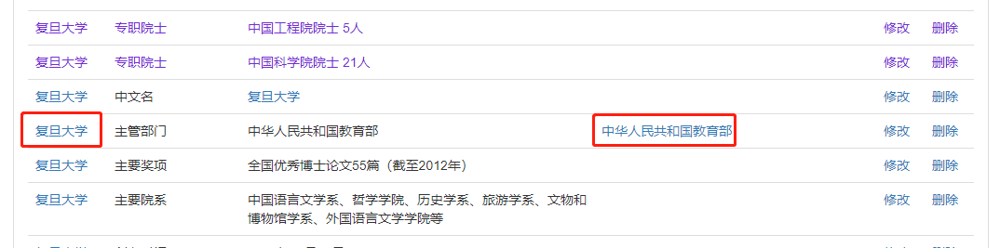 复旦大学 专职院士 中国工程院院士 5人 修改 删除
复旦大学 专职院士 中国科学院院士 21人 修改 删除
复旦大学 中文名 复旦大学 修改 删除
复旦大学 主管部门 中华人民共和国教育部 中华人民共和国教育部 修改 删除
复旦大学 主要奖项 全国优秀博士论文55篇（截至2012年） 修改 删除
复旦大学 主要院系 中国语言文学系、哲学学院、历史学系、旅游学系、文物和 修改 删除
博物馆学系、外国语言文学学院等